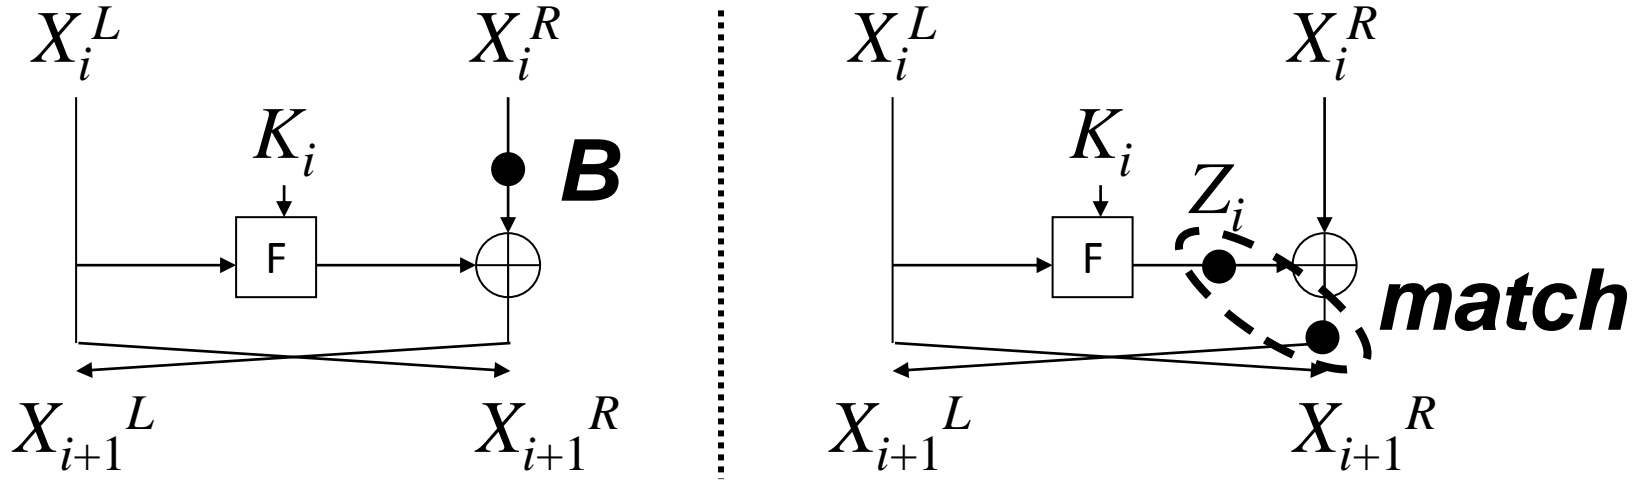 X_i^L X_i^R X_i^L X_i^R
K_i B K_i Z_i
F F match
X_{i+1}^L X_{i+1}^R X_{i+1}^L X_{i+1}^R